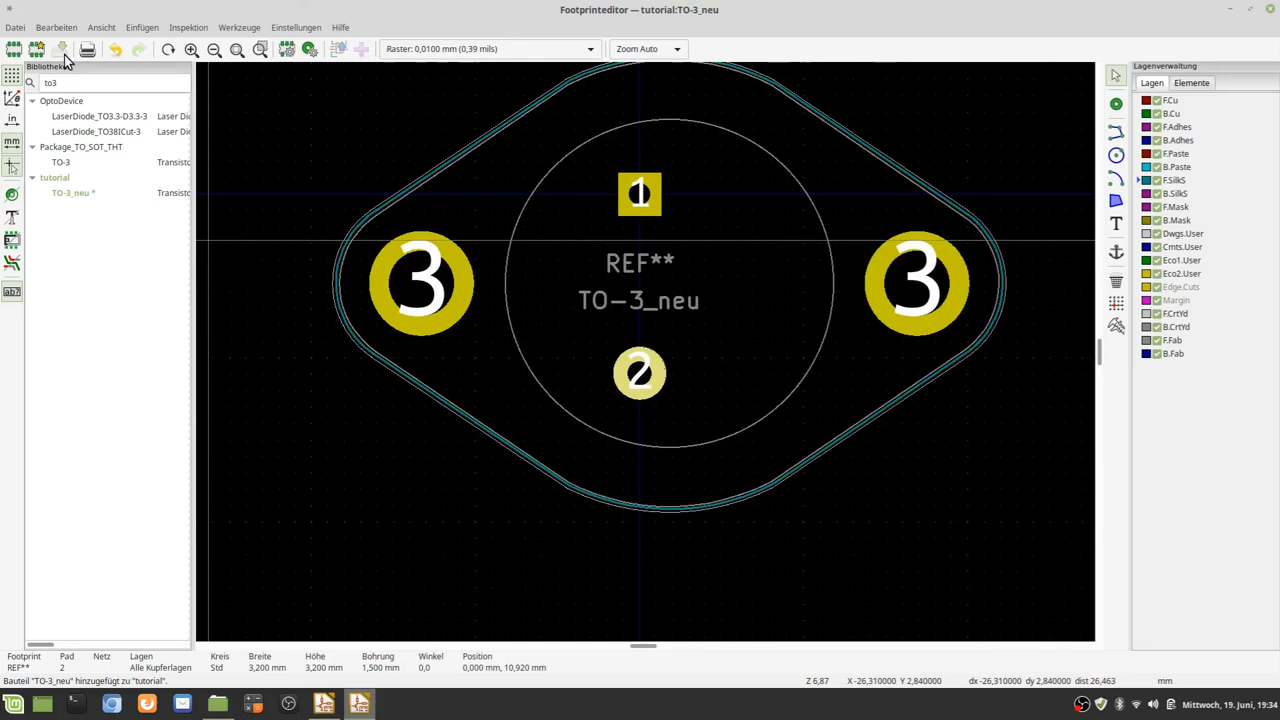 Footprinteditor — tutorial:TO-3_neu
Datei Bearbeiten Ansicht Einfügen Inspektion Werkzeuge Einstellungen Hilfe
Raster: 0,0100 mm (0,39 mils) Zoom Auto
to3
OptoDevice
LaserDiode_TO3.3-D3.3-3 Laser Dio
LaserDiode_TO38ICut-3 Laser Di
Package_TO_SOT_THT
TO-3 Transisto
tutorial
TO-3_neu * Transisto
in
mm
ab?
1
REF**
TO-3_neu
3
3
2
Lagenverwaltung
Lagen Elemente
F.Cu
B.Cu
F.Adhes
B.Adhes
F.Paste
B.Paste
F.SilkS
B.SilkS
F.Mask
B.Mask
Dwgs.User
Cmts.User
Eco1.User
Eco2.User
Edge.Cuts
Margin
F.CrtYd
B.CrtYd
F.Fab
B.Fab
Footprint Pad Netz Lagen Kreis Breite Höhe Bohrung Winkel Position
REF** 2 Alle Kupferlagen Std 3,200 mm 3,200 mm 1,500 mm 0,0 0,000 mm, 10,920 mm
Bauteil "TO-3_neu" hinzugefügt zu "tutorial". Z 6,87 X -26,310000 Y 2,840000 dx -26,310000 dy 2,840000 dist 26,463 mm
Mittwoch, 19. Juni, 19:34